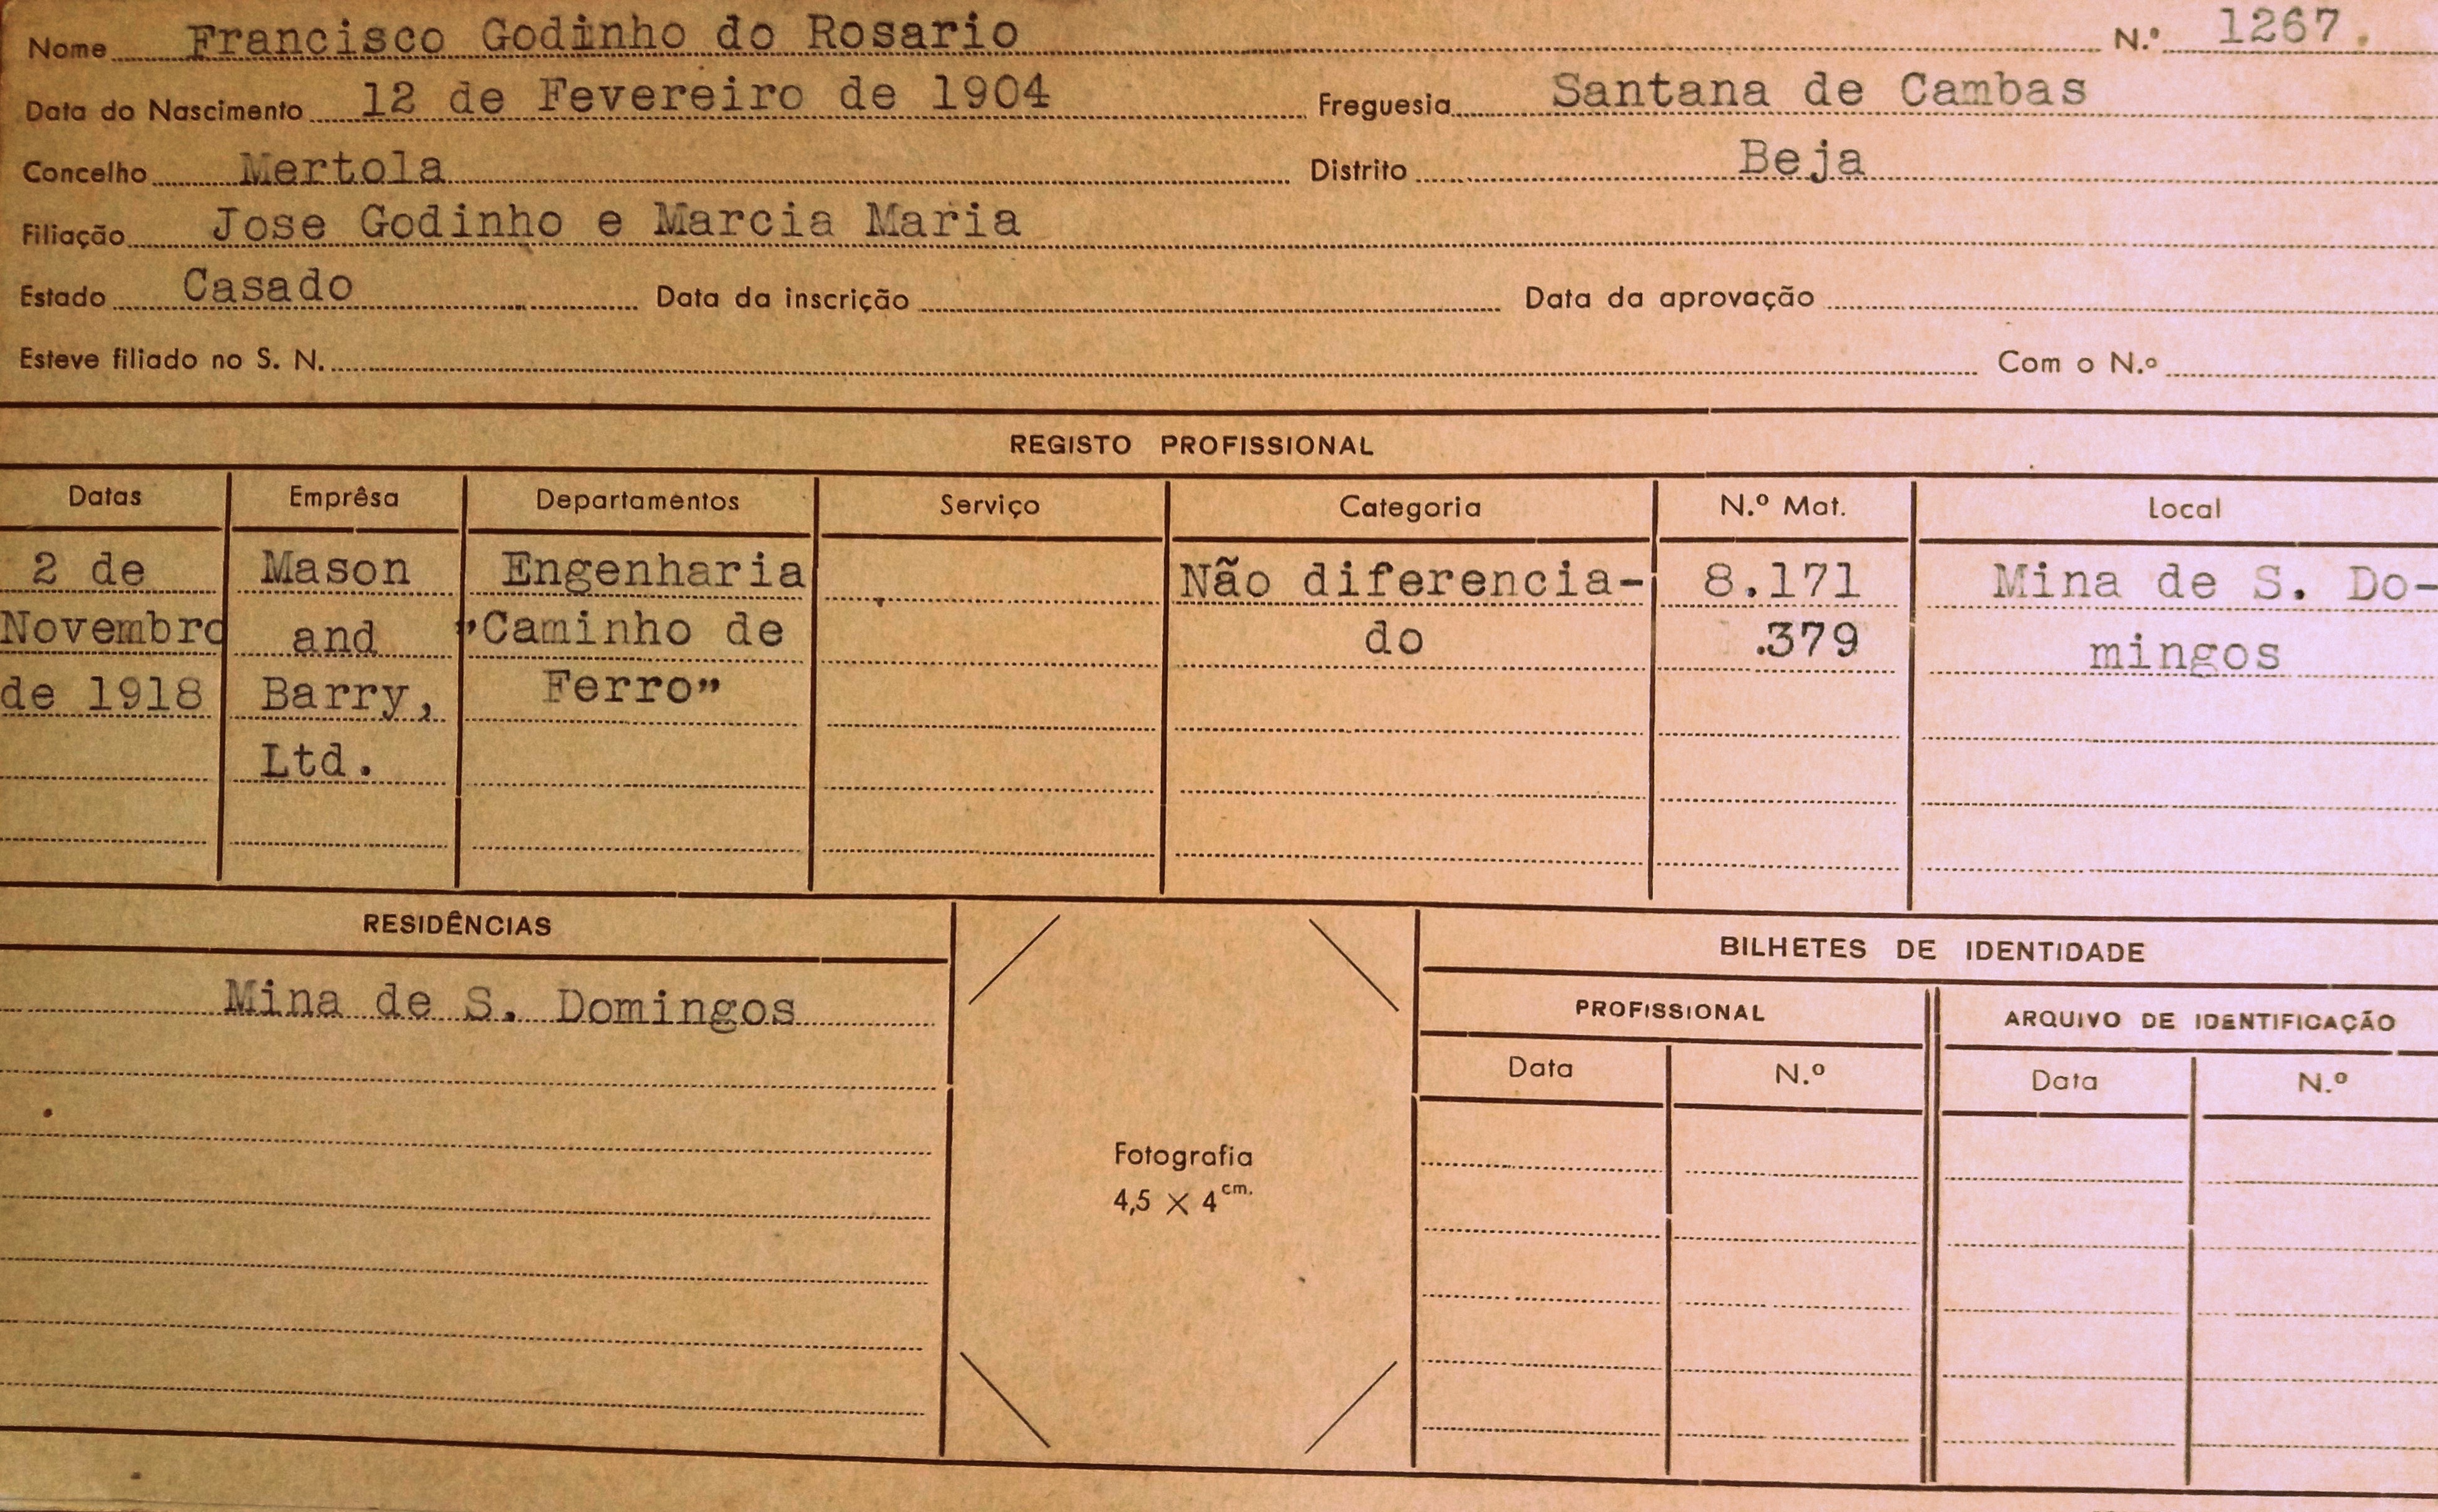 Nome Francisco Godinho do Rosario N.º 1267.
Data do Nascimento 12 de Fevereiro de 1904 Freguesia Santana de Cambas
Concelho Mertola Distrito Beja
Filiação Jose Godinho e Marcia Maria
Estado Casado Data da inscrição Data da aprovação
Esteve filiado no S. N. Com o N.º
REGISTO PROFISSIONAL
Datas Emprêsa Departamentos Serviço Categoria N.º Mat. Local
2 de Mason Engenharia Não diferencia- 8.171 Mina de S. Do-
Novembro and "Caminho de do .379 mingos
de 1918 Barry, Ferro"
Ltd.
RESIDÊNCIAS
Mina de S. Domingos
Fotografia
4,5 × 4 cm.
BILHETES DE IDENTIDADE
PROFISSIONAL ARQUIVO DE IDENTIFICAÇÃO
Data N.º Data N.º